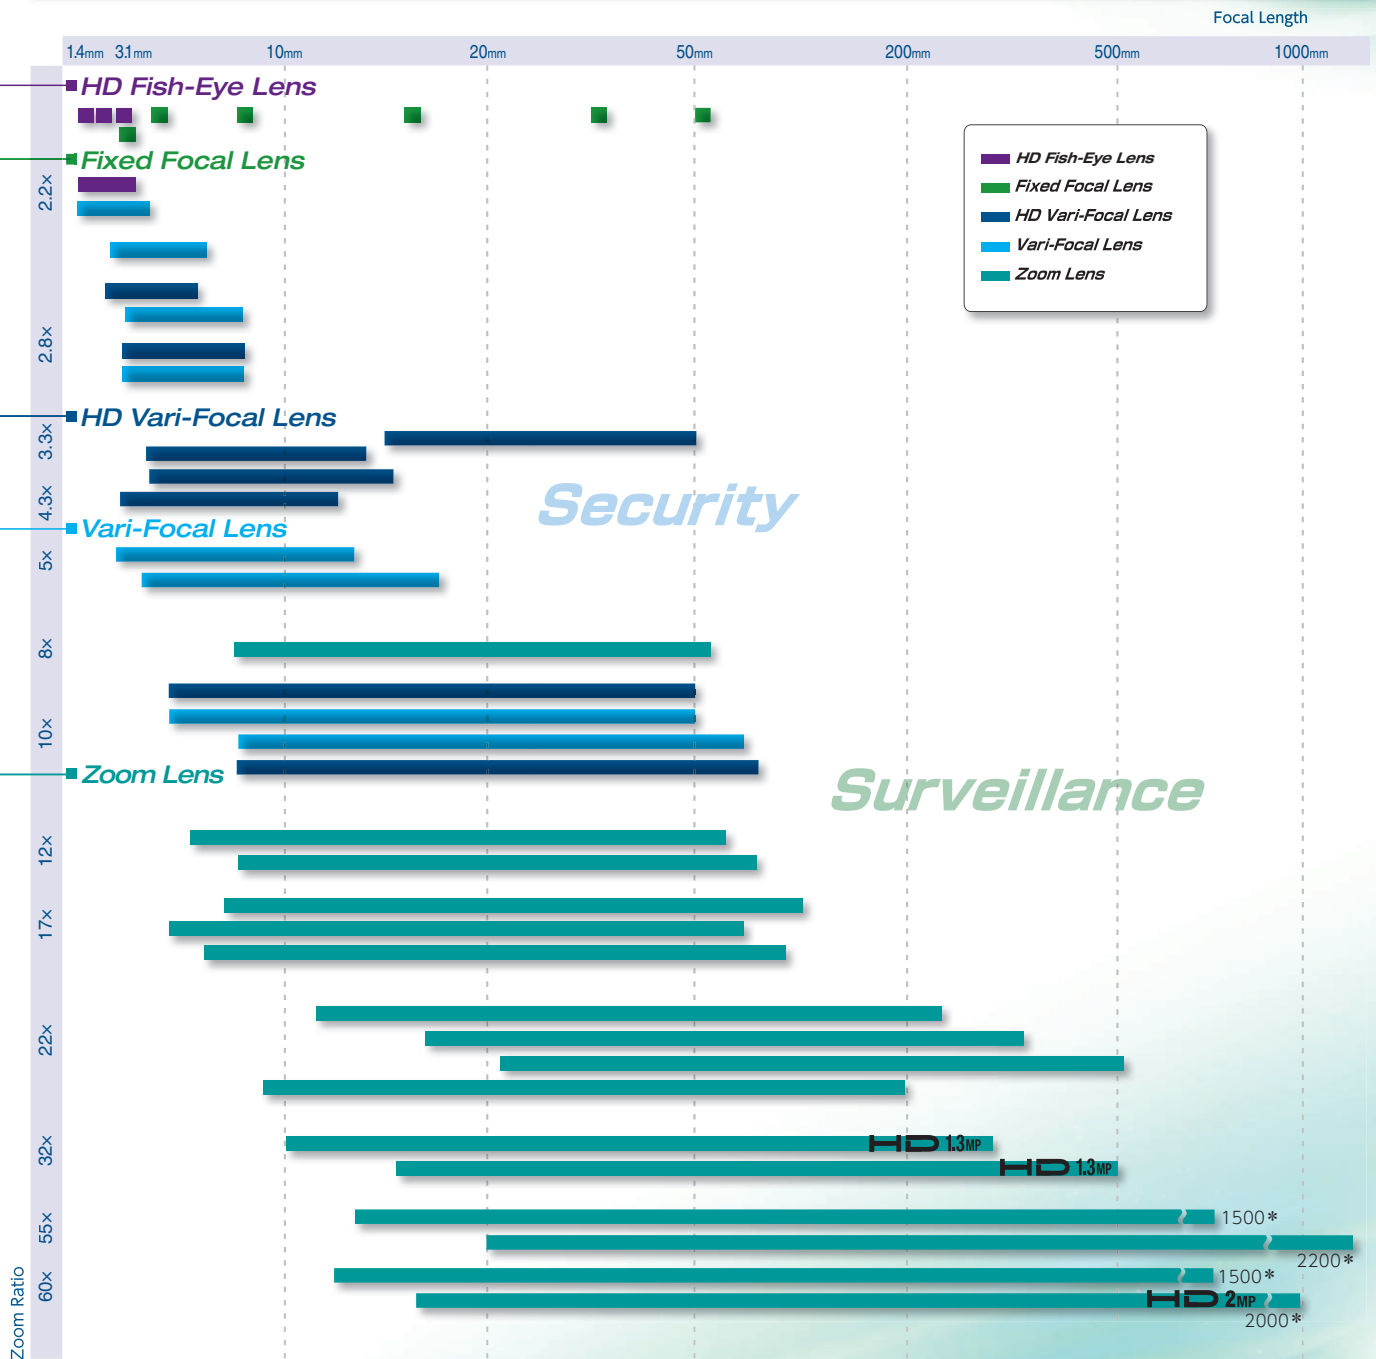 Focal Length
1.4mm 3.1mm 10mm 20mm 50mm 200mm 500mm 1000mm
HD Fish-Eye Lens
Fixed Focal Lens
HD Fish-Eye Lens
Fixed Focal Lens
HD Vari-Focal Lens
Vari-Focal Lens
Zoom Lens
2.2×
2.8×
HD Vari-Focal Lens
3.3×
4.3×
Security
Vari-Focal Lens
5×
8×
10×
Zoom Lens
Surveillance
12×
17×
22×
32×
HD 1.3MP
HD 1.3MP
55×
1500*
2200*
60×
1500*
HD 2MP
2000*
Zoom Ratio